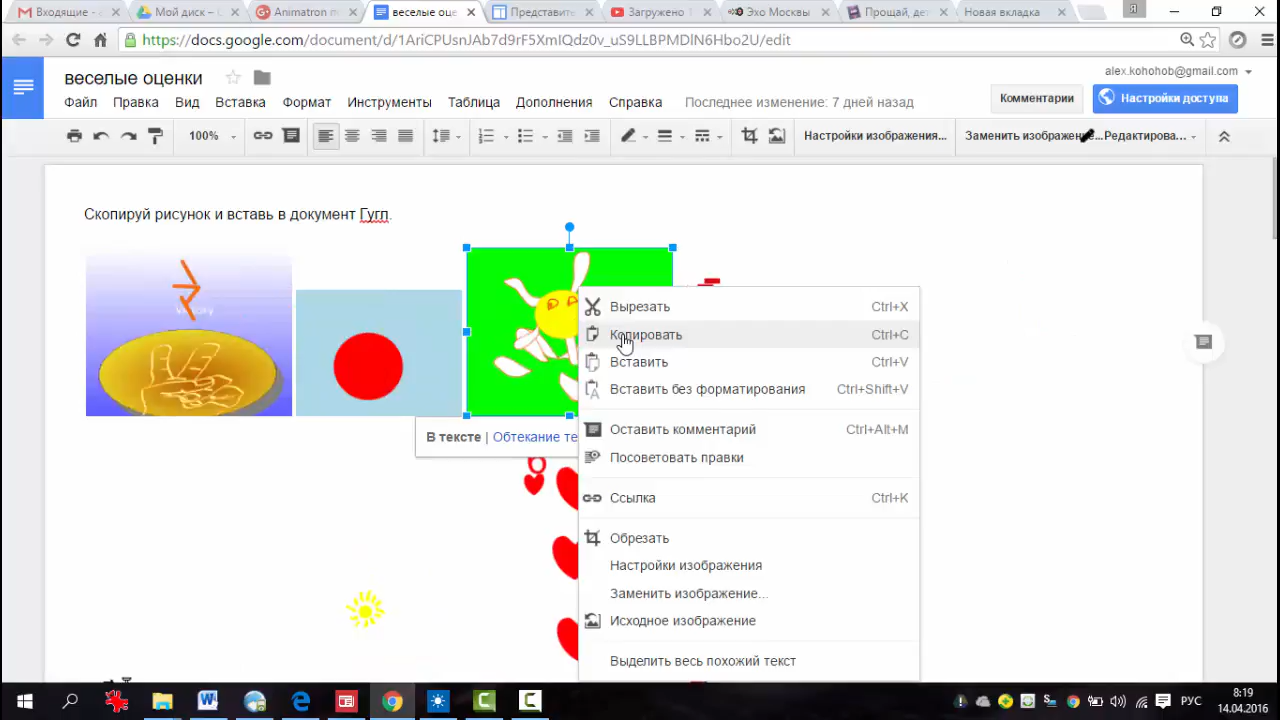 Входящие -
Мой диск –
Animatron
веселые оце
Представит
Загружено
Эхо Москвы
Прощай, де
Новая вкладка
Я
https://docs.google.com/document/d/1AriCPUsnJAb7d9rF5XmIQdz0v_uS9LLBPMDIN6Hbo2U/edit
веселые оценки
alex.kohohob@gmail.com
Файл Правка Вид Вставка Формат Инструменты Таблица Дополнения Справка Последнее изменение: 7 дней назад
Комментарии
Настройки доступа
100%
Настройки изображения...
Заменить изображение...
Редактирова...
Скопируй рисунок и вставь в документ Гугл.
В тексте | Обтекание те
Вырезать Ctrl+X
Копировать Ctrl+C
Вставить Ctrl+V
Вставить без форматирования Ctrl+Shift+V
Оставить комментарий Ctrl+Alt+M
Посоветовать правки
Ссылка Ctrl+K
Обрезать
Настройки изображения
Заменить изображение...
Исходное изображение
Выделить весь похожий текст
РУС
8:19
14.04.2016